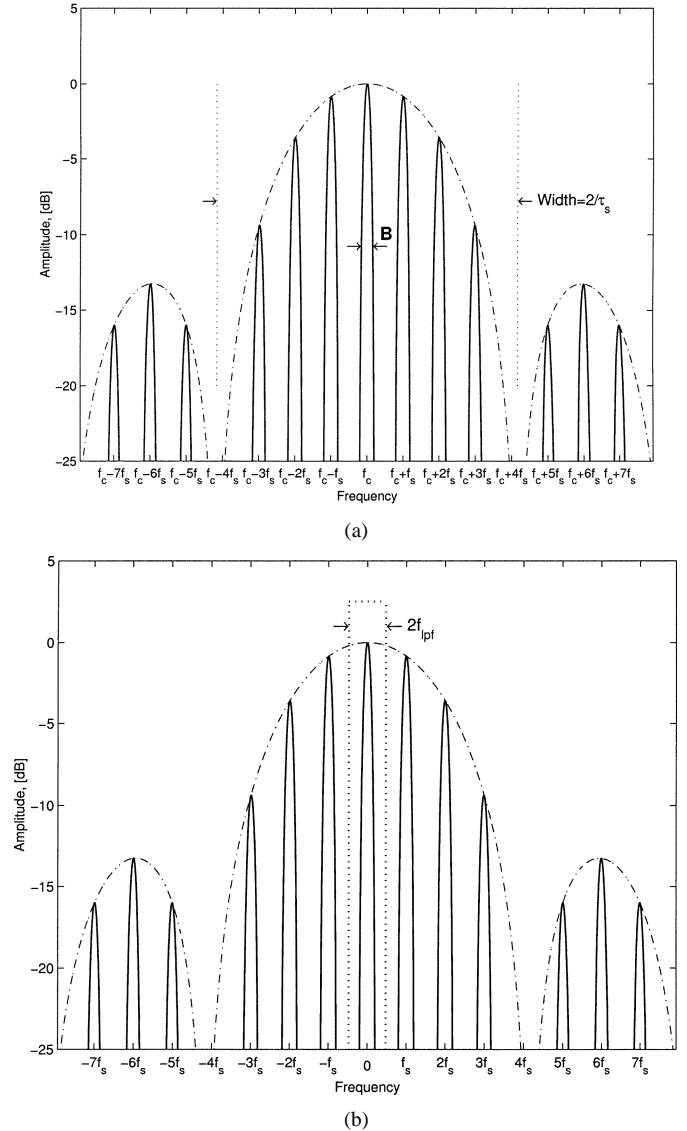 5
0
−5
−10
−15
−20
−25
Amplitude, [dB]
Width=2/τs
B
fc−7fs fc−6fs fc−5fs fc−4fs fc−3fs fc−2fs fc−fs fc fc+fs fc+2fs fc+3fs fc+4fs fc+5fs fc+6fs fc+7fs
Frequency
(a)
5
0
−5
−10
−15
−20
−25
Amplitude, [dB]
2flpf
−7fs −6fs −5fs −4fs −3fs −2fs −fs 0 fs 2fs 3fs 4fs 5fs 6fs 7fs
Frequency
(b)